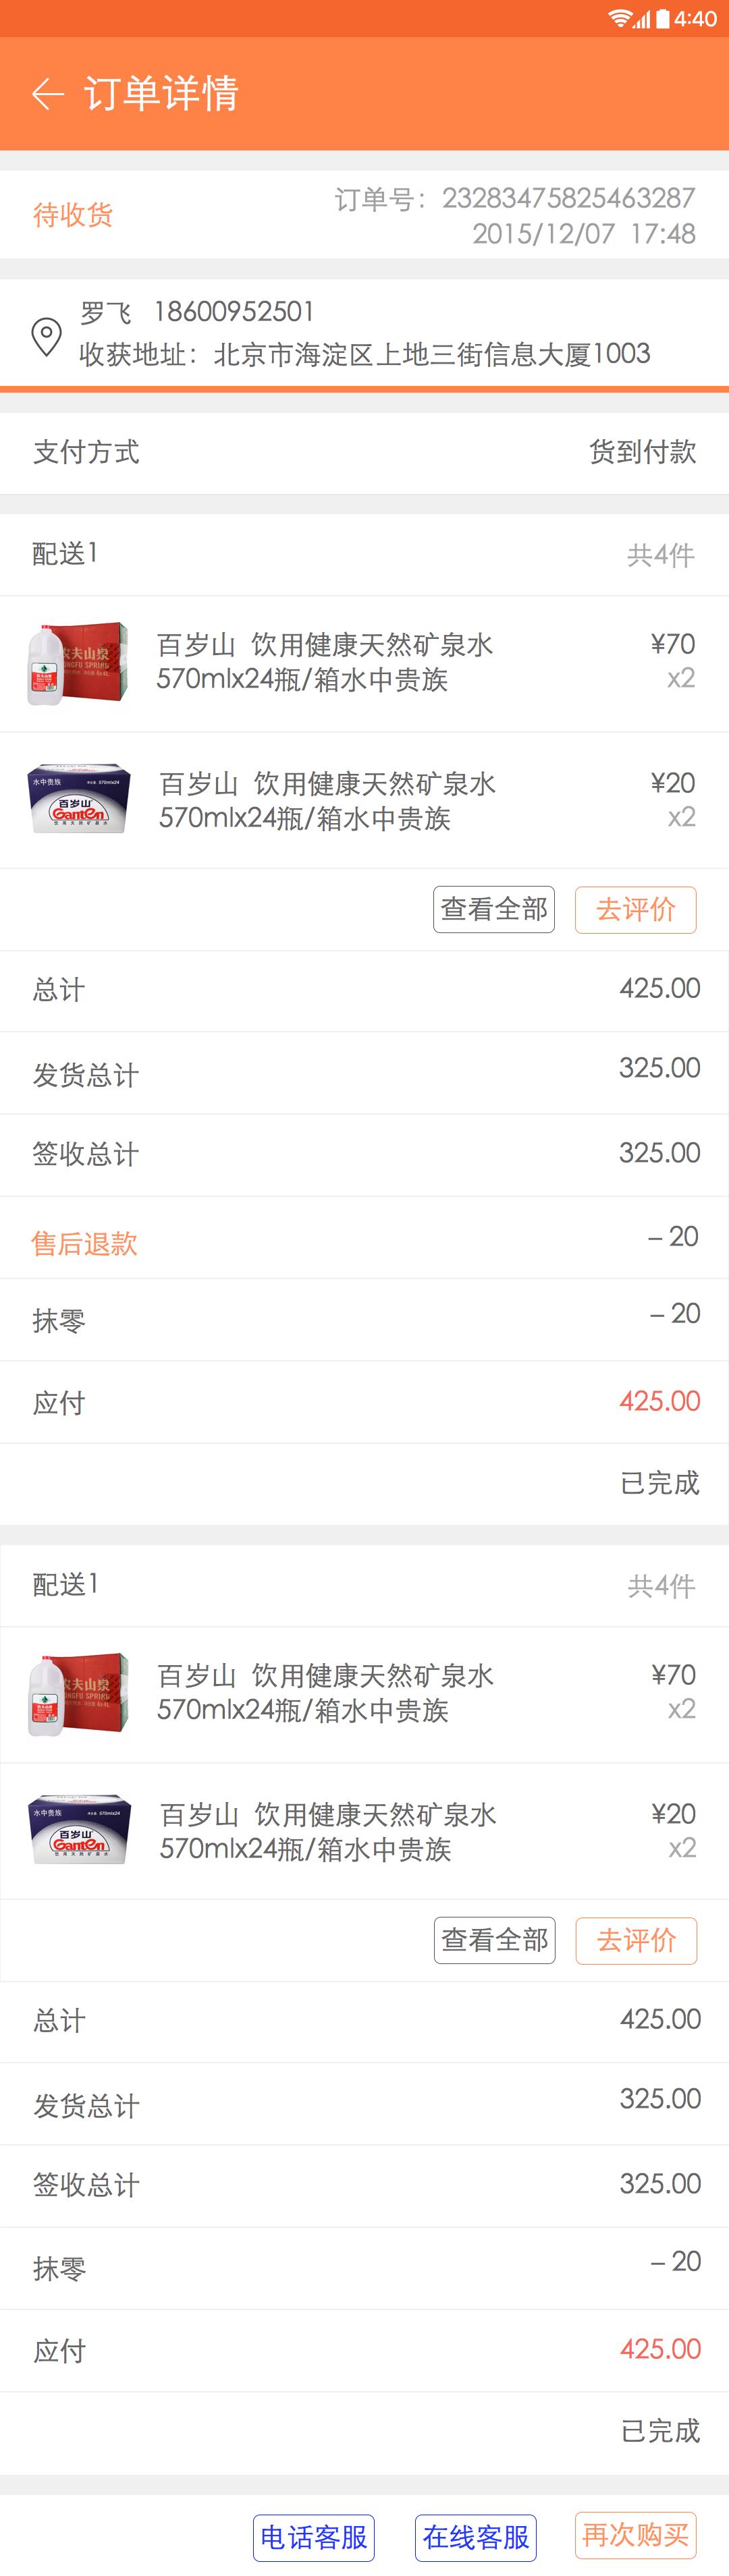 4:40
订单详情
待收货
订单号：23283475825463287
2015/12/07 17:48
罗飞 18600952501
收获地址：北京市海淀区上地三街信息大厦1003
支付方式 货到付款
配送1 共4件
百岁山 饮用健康天然矿泉水 ¥70
570mlx24瓶/箱水中贵族 x2
水中贵族
570mlx24
百岁山
Ganten
百岁山 饮用健康天然矿泉水 ¥20
570mlx24瓶/箱水中贵族 x2
查看全部 去评价
总计 425.00
发货总计 325.00
签收总计 325.00
售后退款 – 20
抹零 – 20
应付 425.00
已完成
配送1 共4件
百岁山 饮用健康天然矿泉水 ¥70
570mlx24瓶/箱水中贵族 x2
水中贵族
570mlx24
百岁山
Ganten
百岁山 饮用健康天然矿泉水 ¥20
570mlx24瓶/箱水中贵族 x2
查看全部 去评价
总计 425.00
发货总计 325.00
签收总计 325.00
抹零 – 20
应付 425.00
已完成
电话客服 在线客服 再次购买